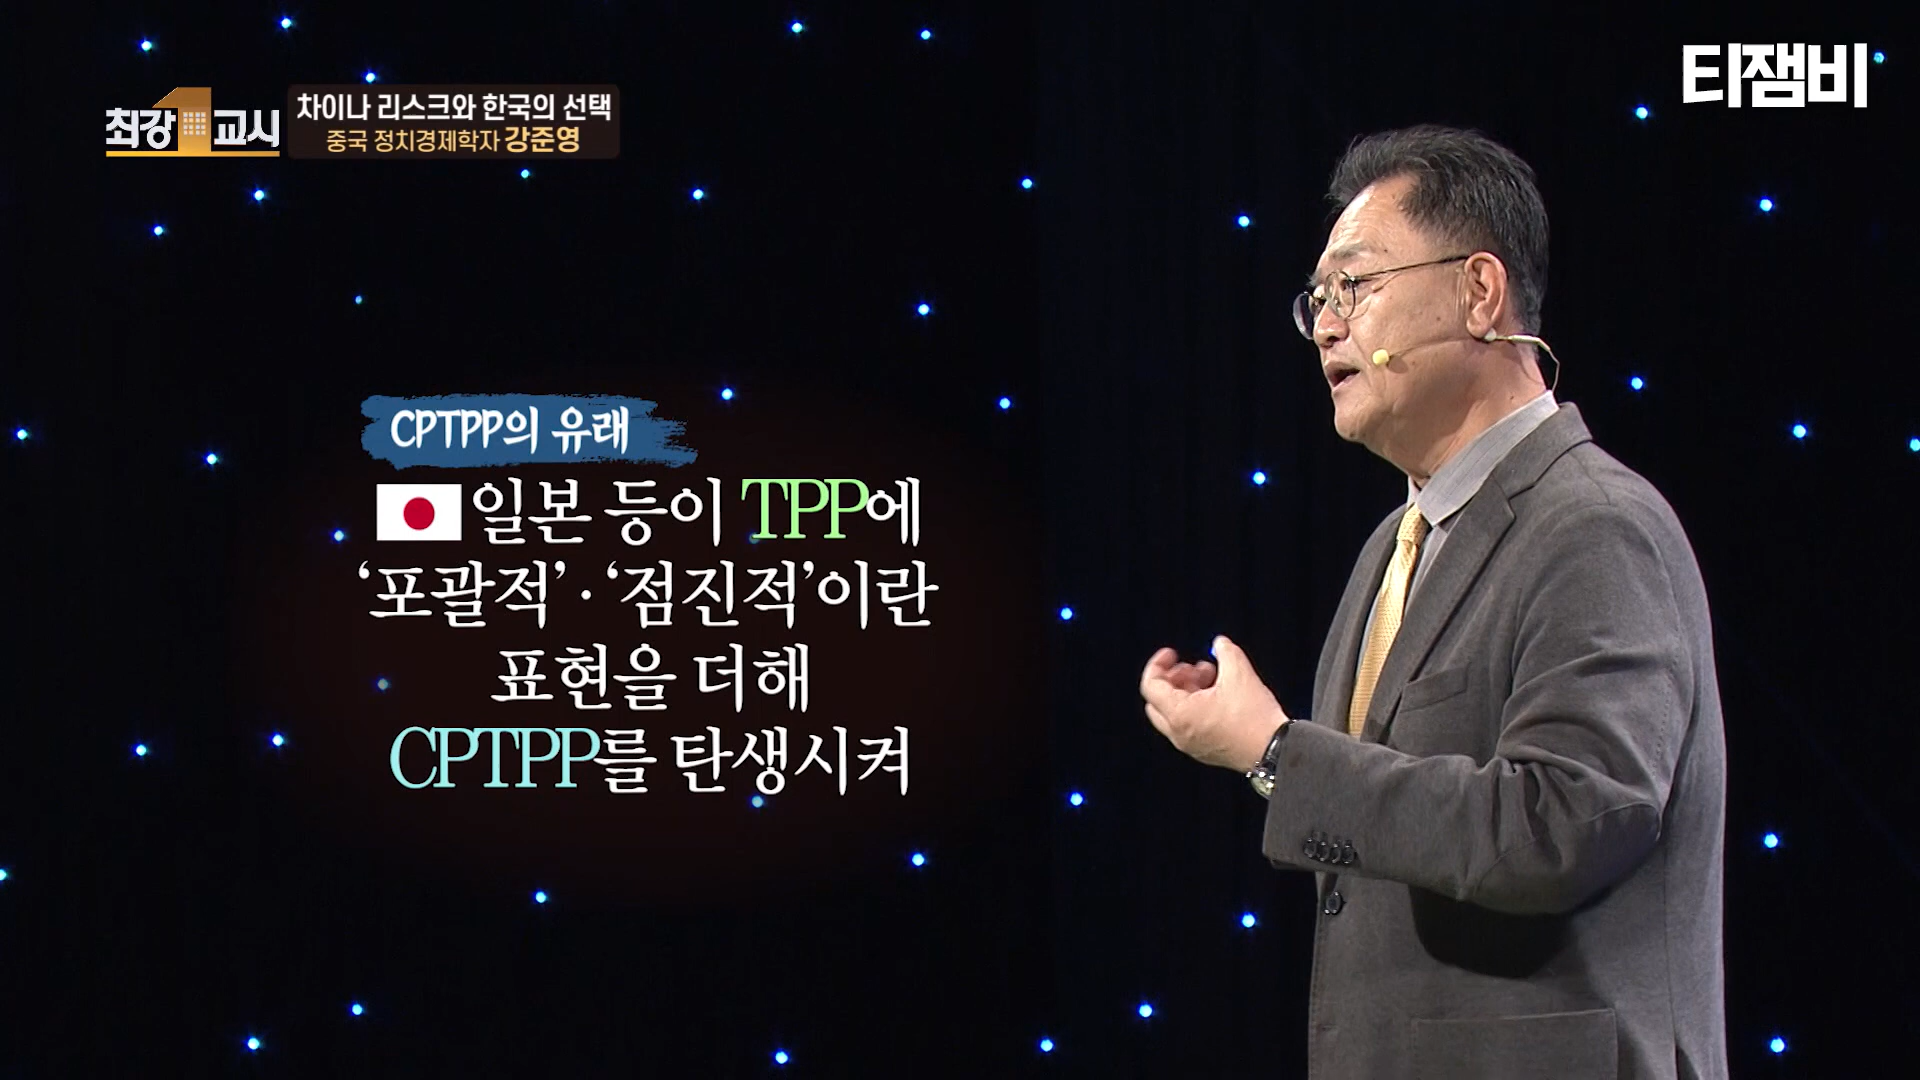 티잼비
최강1교시
차이나 리스크와 한국의 선택
중국 정치경제학자 강준영
CPTPP의 유래
일본 등이 TPP에
‘포괄적’·‘점진적’이란
표현을 더해
CPTPP를 탄생시켜